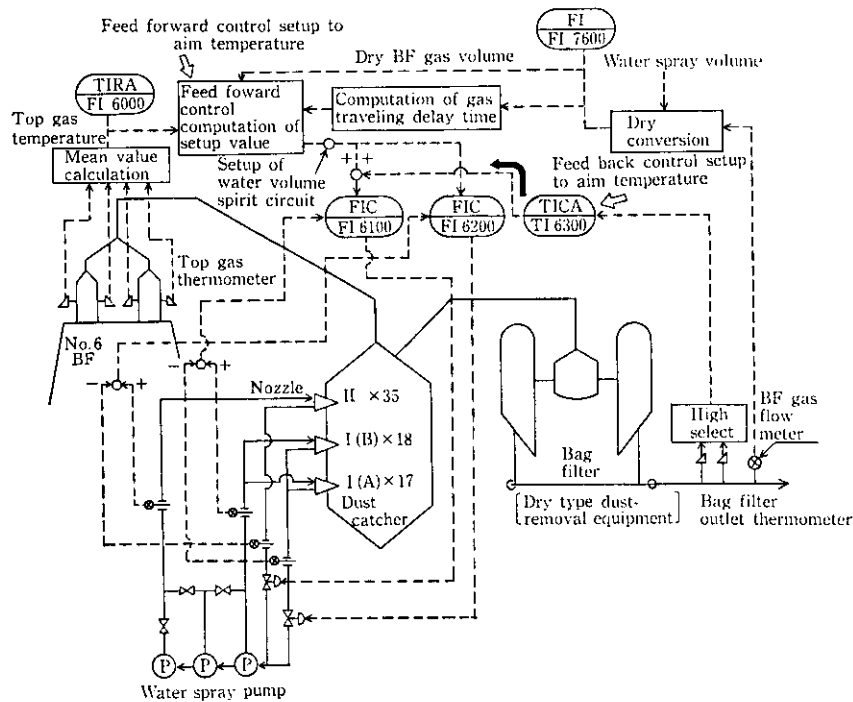 Feed forward control setup to
aim temperature
FI
FI 7600
Dry BF gas volume
Water spray volume
TIRA
FI 6000
Feed foward
control
computation of
setup value
Computation of gas
traveling delay time
Dry
conversion
Top gas
temperature
Mean value
calculation
Setup of
water volume
spirit circuit
+ +
Feed back control setup
to aim temperature
FIC
FI 6100
FIC
FI 6200
TICA
TI 6300
Top gas
thermometer
No.6
BF
− +
− +
Nozzle
II ×35
I (B) ×18
I (A) ×17
Dust
catcher
High
select
BF gas
flow
meter
Bag
filter
[Dry type dust-
removal equipment]
Bag filter
outlet thermometer
P
P
P
Water spray pump